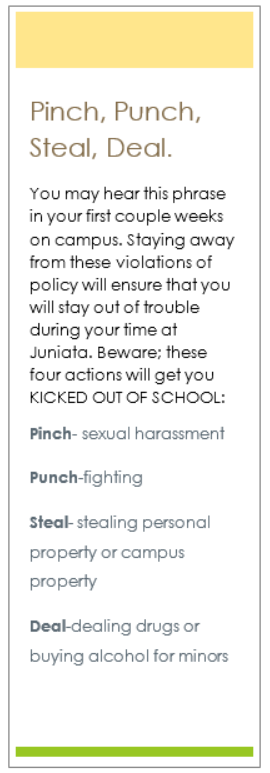 Pinch, Punch,
Steal, Deal.
You may hear this phrase
in your first couple weeks
on campus. Staying away
from these violations of
policy will ensure that you
will stay out of trouble
during your time at
Juniata. Beware; these
four actions will get you
KICKED OUT OF SCHOOL:
Pinch- sexual harassment
Punch-fighting
Steal- stealing personal
property or campus
property
Deal-dealing drugs or
buying alcohol for minors